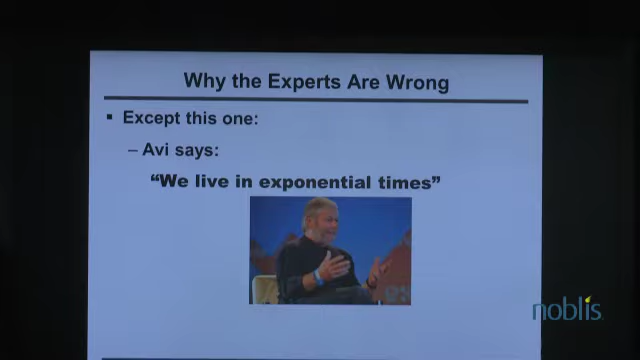 Why the Experts Are Wrong
▪ Except this one:
– Avi says:
“We live in exponential times”
noblis